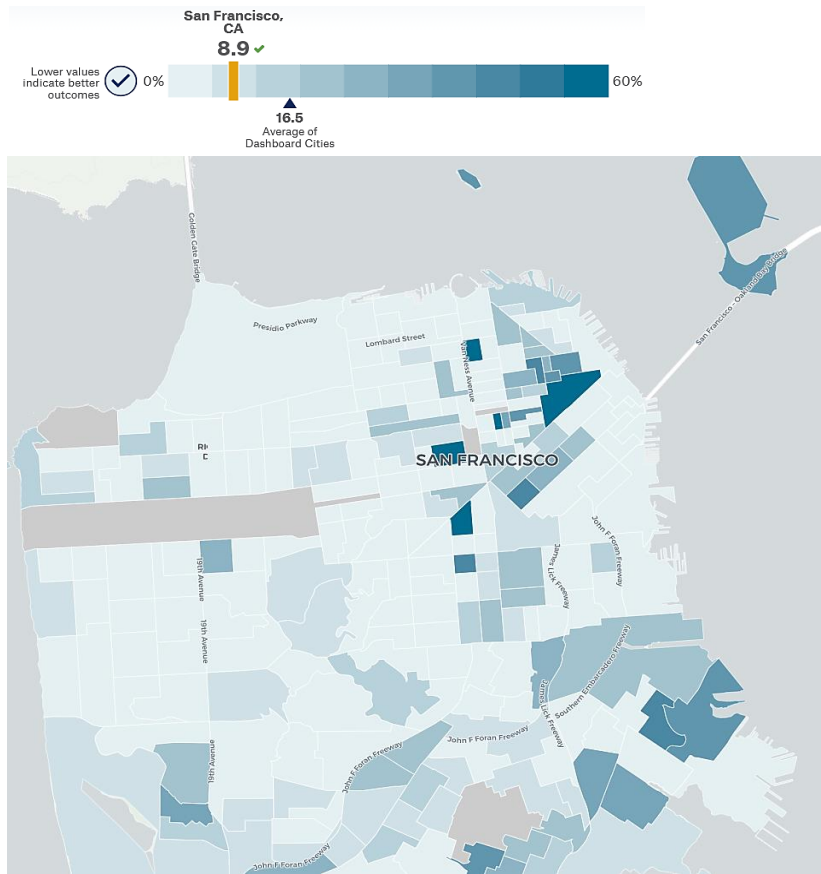 San Francisco,
CA
8.9
Lower values
indicate better
outcomes
0%
60%
16.5
Average of
Dashboard Cities
Golden Gate Bridge
San Francisco - Oakland Bay Bridge
Presidio Parkway
Lombard Street
Van Ness Avenue
SAN FRANCISCO
John F Foran Freeway
James Lick Freeway
19th Avenue
19th Avenue
Southern Embarcadero Freeway
James Lick Freeway
John F Foran Freeway
John F Foran Freeway
19th Avenue
John F Foran Freeway